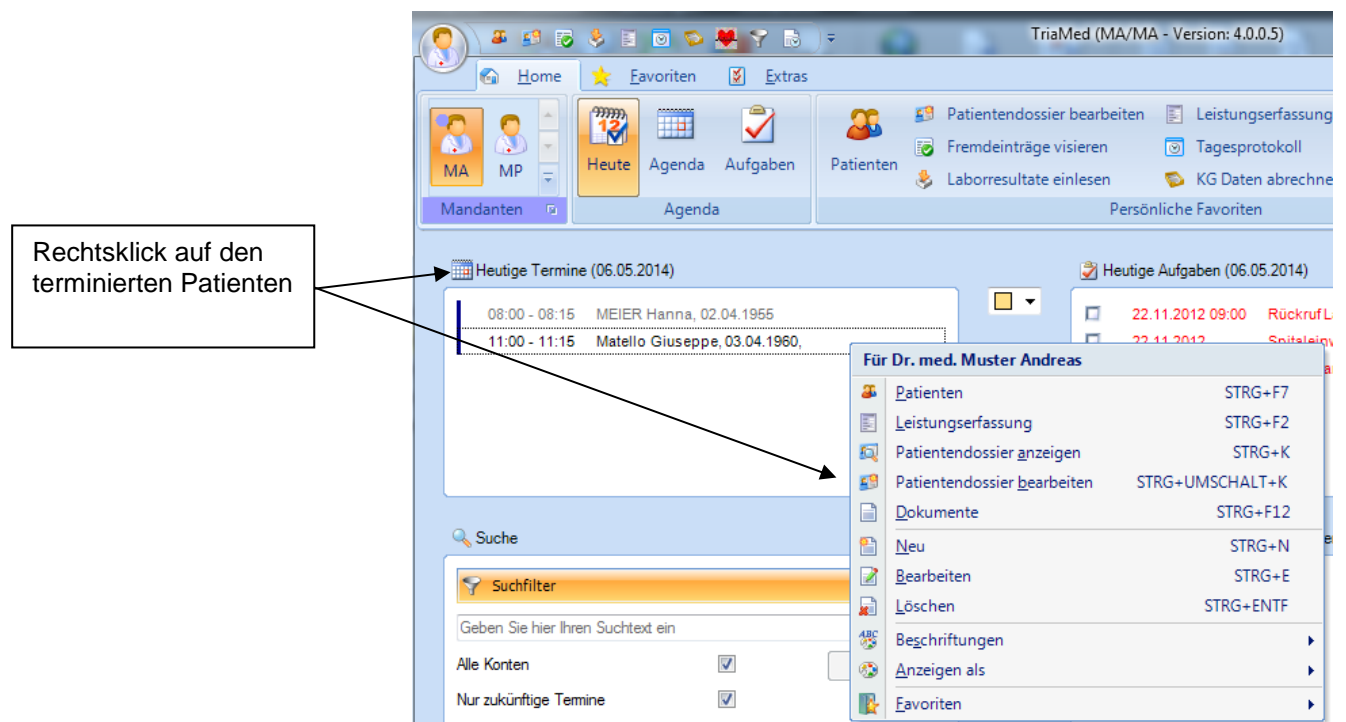 TriaMed (MA/MA - Version: 4.0.0.5)
Home Favoriten Extras
MA MP
Mandanten
12
Heute Agenda Aufgaben
Agenda
Patienten
Patientendossier bearbeiten Leistungserfassung
Fremdeinträge visieren Tagesprotokoll
Laborresultate einlesen KG Daten abrechne
Persönliche Favoriten
Rechtsklick auf den
terminierten Patienten
Heutige Termine (06.05.2014)
08:00 - 08:15 MEIER Hanna, 02.04.1955
11:00 - 11:15 Matello Giuseppe, 03.04.1960,
Heutige Aufgaben (06.05.2014)
22.11.2012 09:00 Rückruf
22.11.2012
Für Dr. med. Muster Andreas
Patienten STRG+F7
Leistungserfassung STRG+F2
Patientendossier anzeigen STRG+K
Patientendossier bearbeiten STRG+UMSCHALT+K
Dokumente STRG+F12
Neu STRG+N
Bearbeiten STRG+E
Löschen STRG+ENTF
ABC
Beschriftungen
Anzeigen als
Favoriten
Suche
Suchfilter
Geben Sie hier Ihren Suchtext ein
Alle Konten
Nur zukünftige Termine